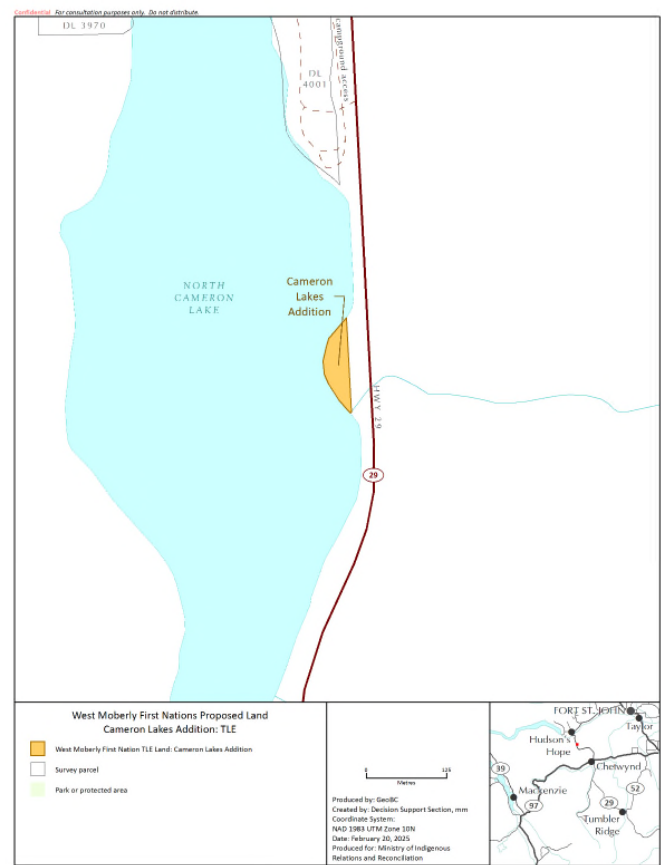 Confidential For consultation purposes only. Do not distribute.
DL 3970
DL
4001
campground access
NORTH
CAMERON
LAKE
Cameron
Lakes
Addition
HWY 29
29
West Moberly First Nations Proposed Land
Cameron Lakes Addition: TLE
West Moberly First Nation TLE Land: Cameron Lakes Addition
Survey parcel
Park or protected area
0 125
Metres
Produced by: GeoBC
Created by: Decision Support Section, mm
Coordinate System:
NAD 1983 UTM Zone 10N
Date: February 20, 2025
Produced for: Ministry of Indigenous
Relations and Reconciliation
FORT ST. JOHN
Taylor
Hudson's
Hope
Chetwynd
39
Mackenzie
97
52
29
Tumbler
Ridge